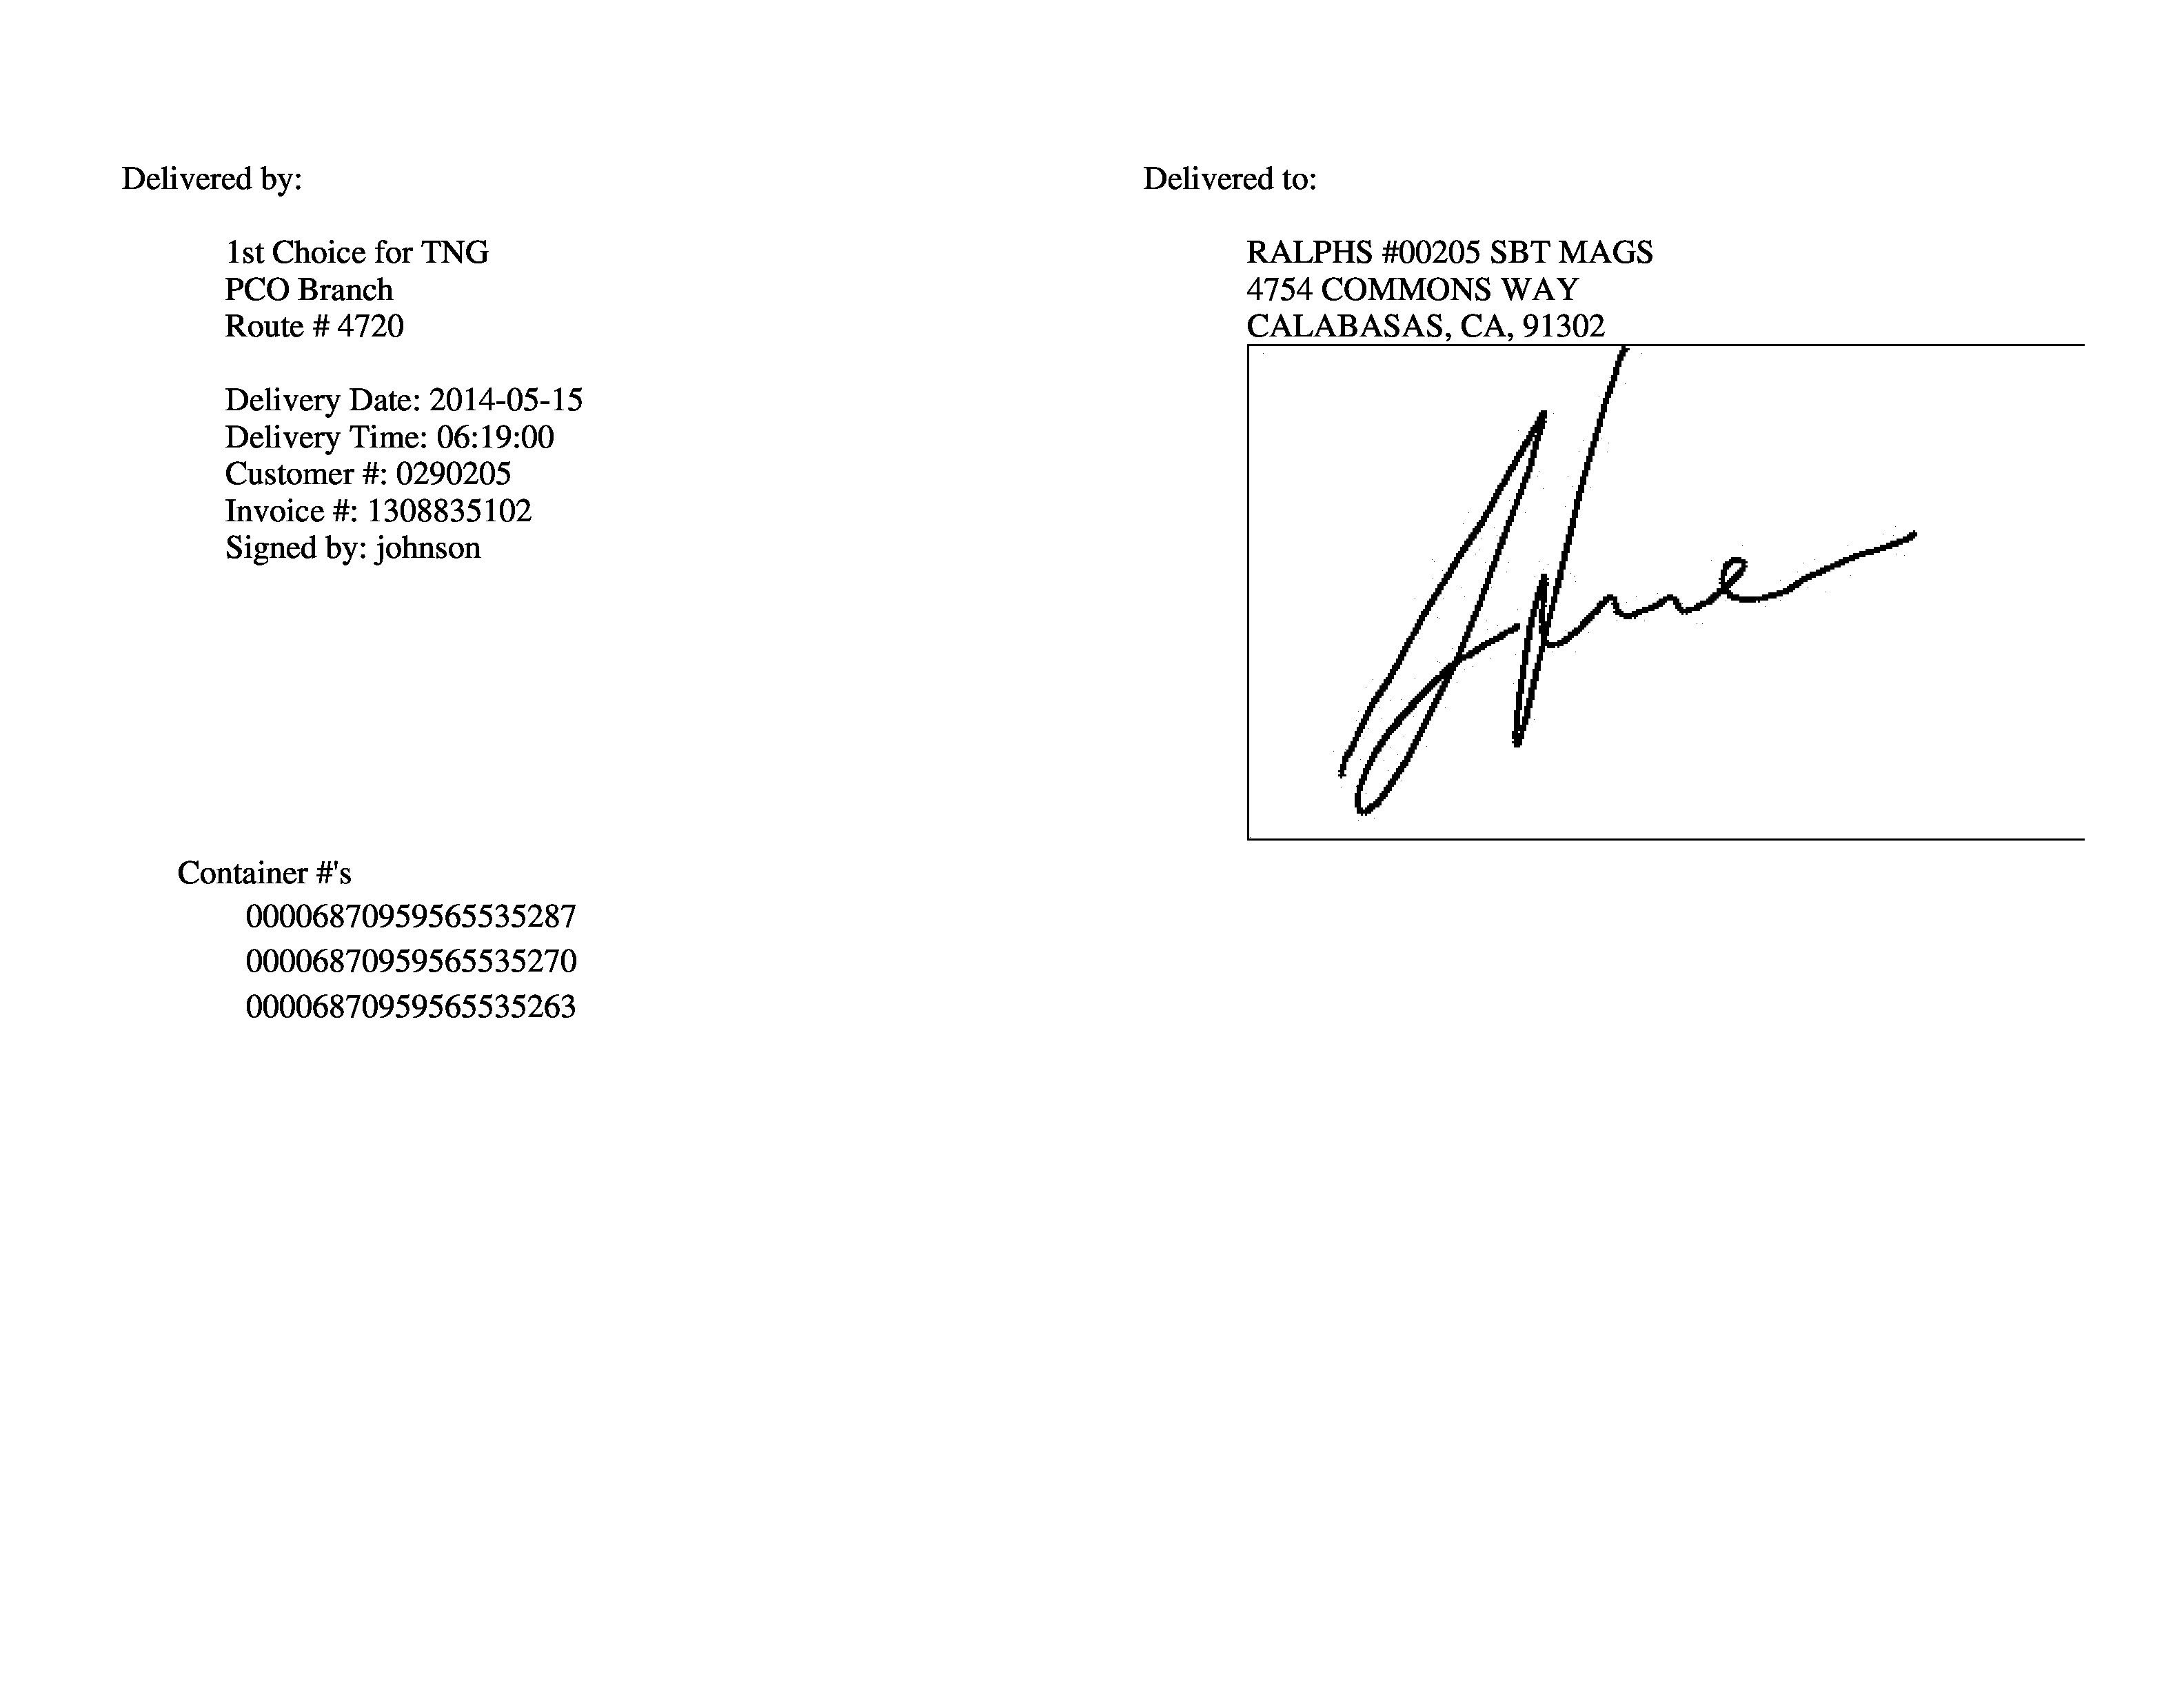 Delivered by:
1st Choice for TNG
PCO Branch
Route # 4720
Delivery Date: 2014-05-15
Delivery Time: 06:19:00
Customer #: 0290205
Invoice #: 1308835102
Signed by: johnson
Delivered to:
RALPHS #00205 SBT MAGS
4754 COMMONS WAY
CALABASAS, CA, 91302
Container #'s
00006870959565535287
00006870959565535270
00006870959565535263